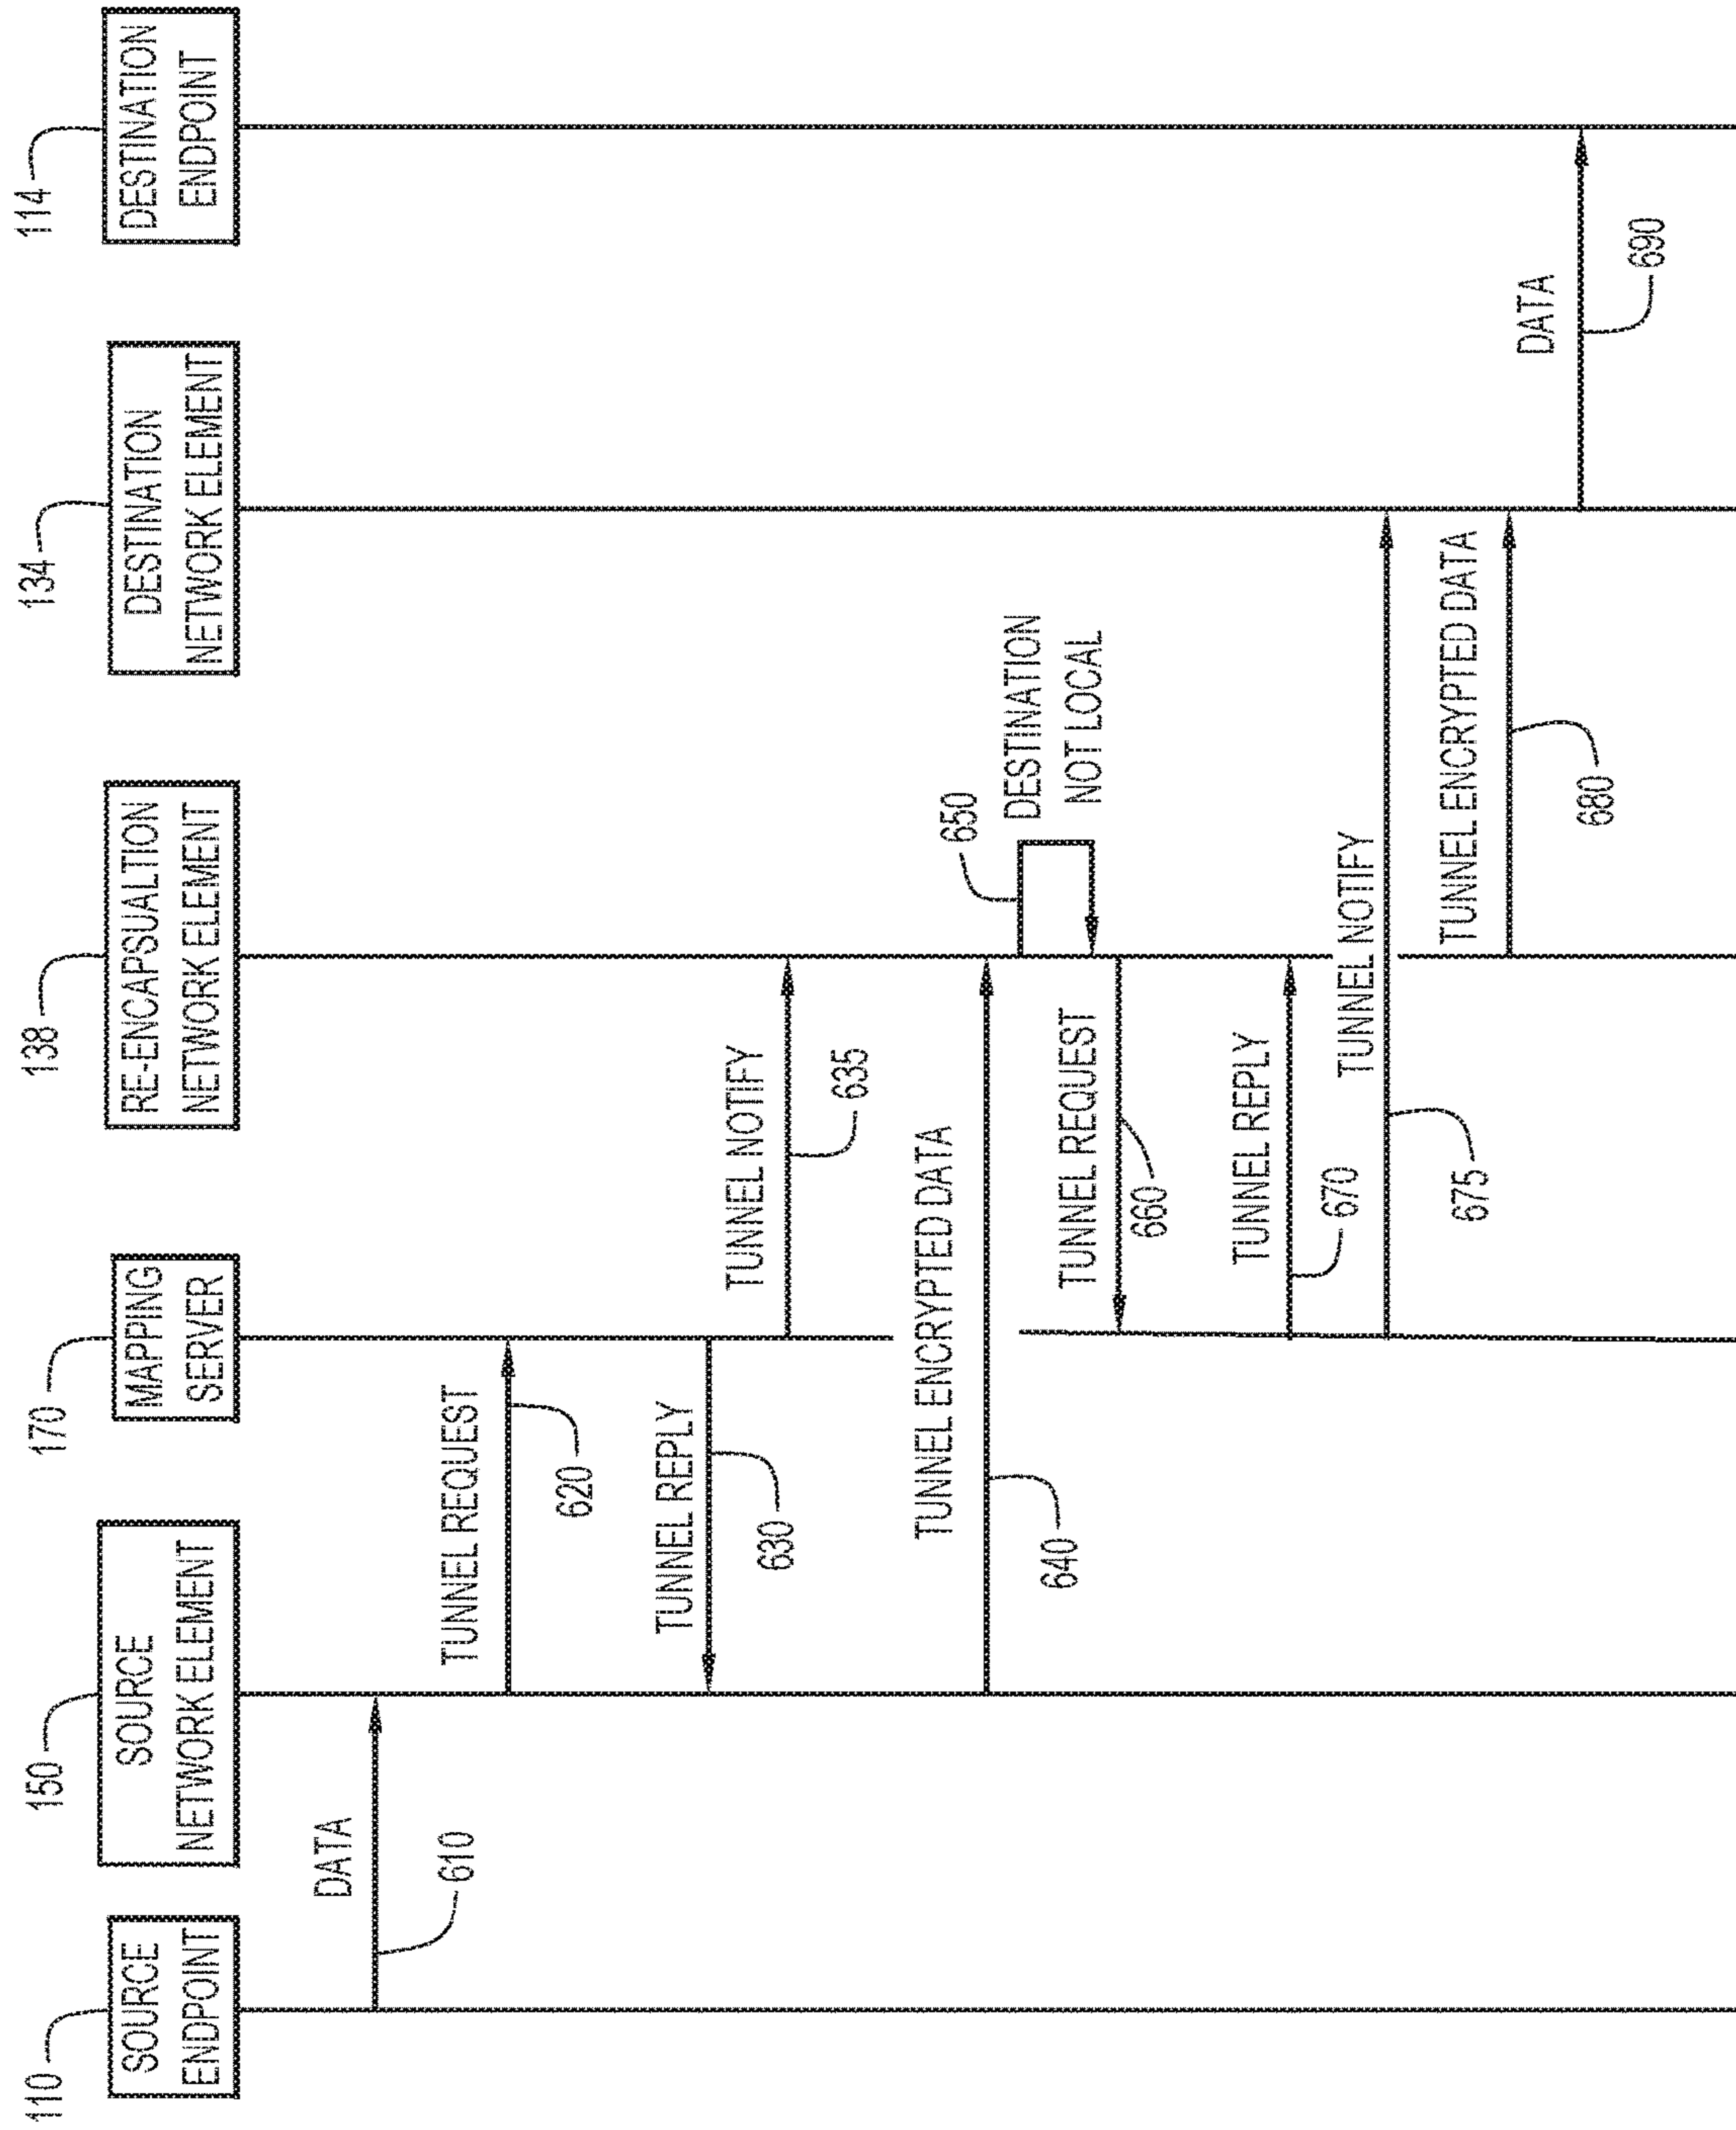 110
SOURCE
ENDPOINT
150
SOURCE
NETWORK ELEMENT
170
MAPPING
SERVER
138
RE-ENCAPSUALTION
NETWORK ELEMENT
134
DESTINATION
NETWORK ELEMENT
114
DESTINATION
ENDPOINT
DATA
610
TUNNEL REQUEST
620
TUNNEL REPLY
630
TUNNEL NOTIFY
635
TUNNEL ENCRYPTED DATA
640
650
DESTINATION
NOT LOCAL
TUNNEL REQUEST
660
TUNNEL REPLY
670
TUNNEL NOTIFY
675
TUNNEL ENCRYPTED DATA
680
DATA
690